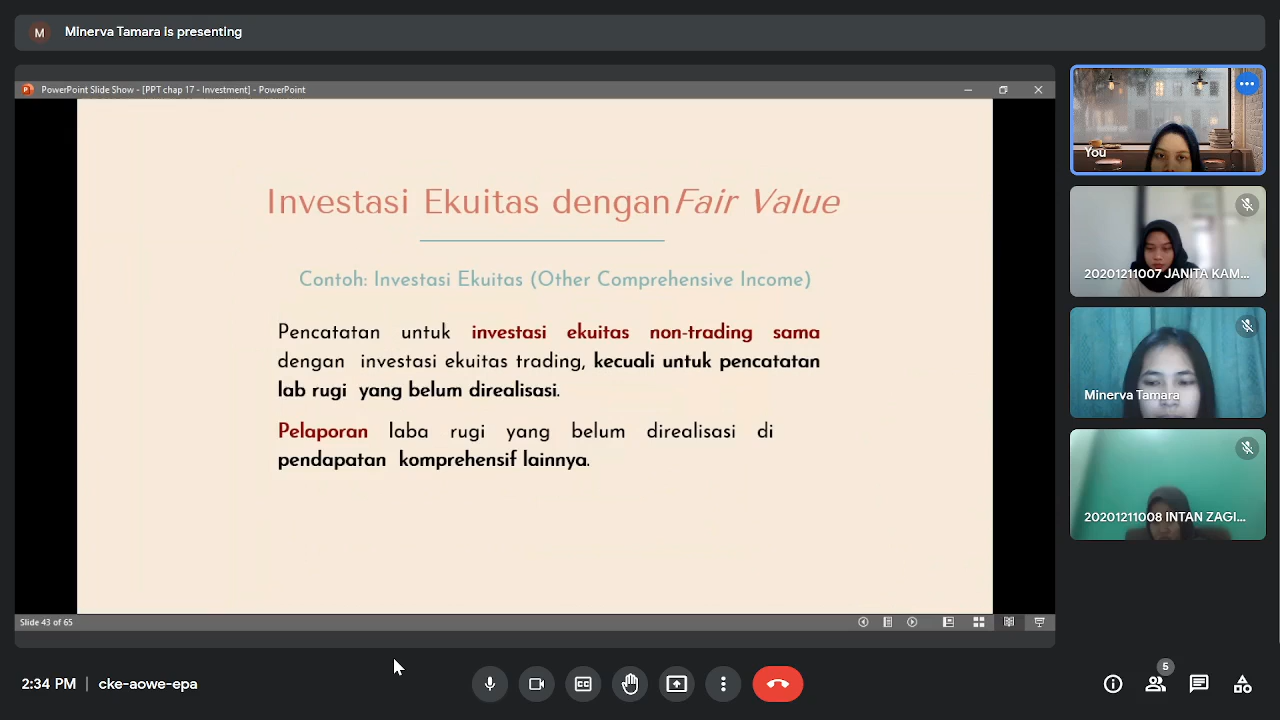 M Minerva Tamara is presenting
PowerPoint Slide Show - [PPT chap 17 - Investment] - PowerPoint
Investasi Ekuitas dengan Fair Value
Contoh: Investasi Ekuitas (Other Comprehensive Income)
Pencatatan untuk investasi ekuitas non-trading sama
dengan investasi ekuitas trading, kecuali untuk pencatatan
lab rugi yang belum direalisasi.
Pelaporan laba rugi yang belum direalisasi di
pendapatan komprehensif lainnya.
Slide 43 of 65
You
20201211007 JANITA KAM...
Minerva Tamara
20201211008 INTAN ZAGI...
2:34 PM | cke-aowe-epa
5